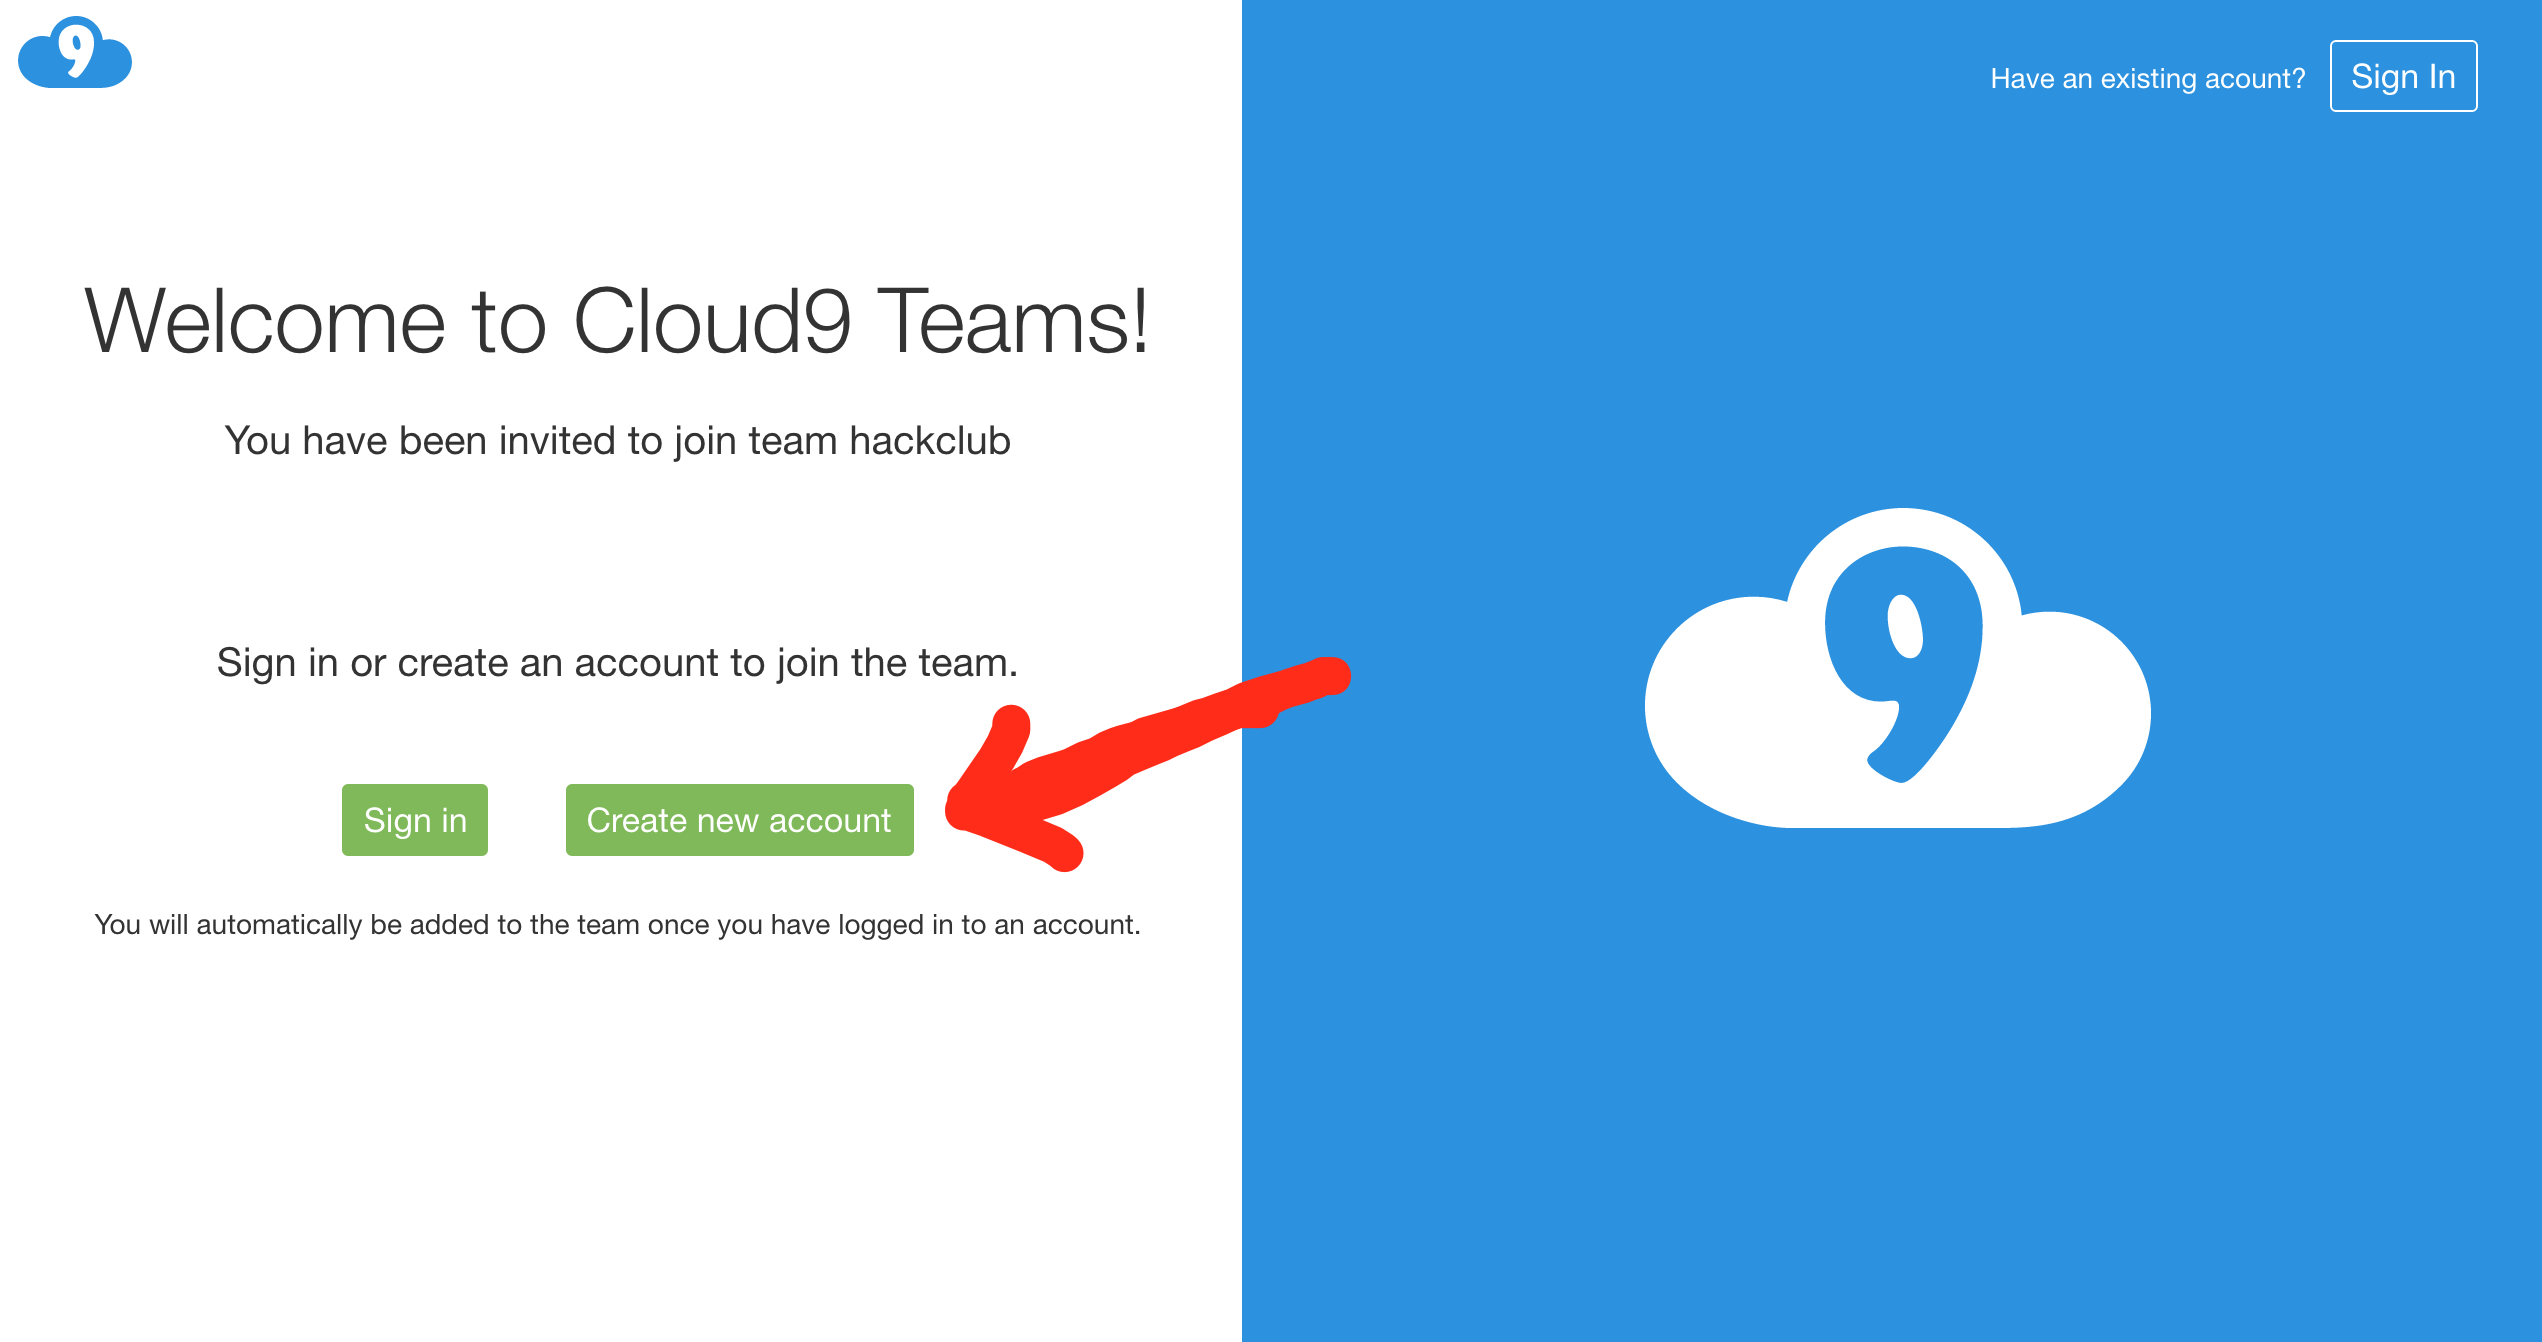 9
Have an existing acount? Sign In
Welcome to Cloud9 Teams!
You have been invited to join team hackclub
Sign in or create an account to join the team.
Sign in Create new account
You will automatically be added to the team once you have logged in to an account.
9